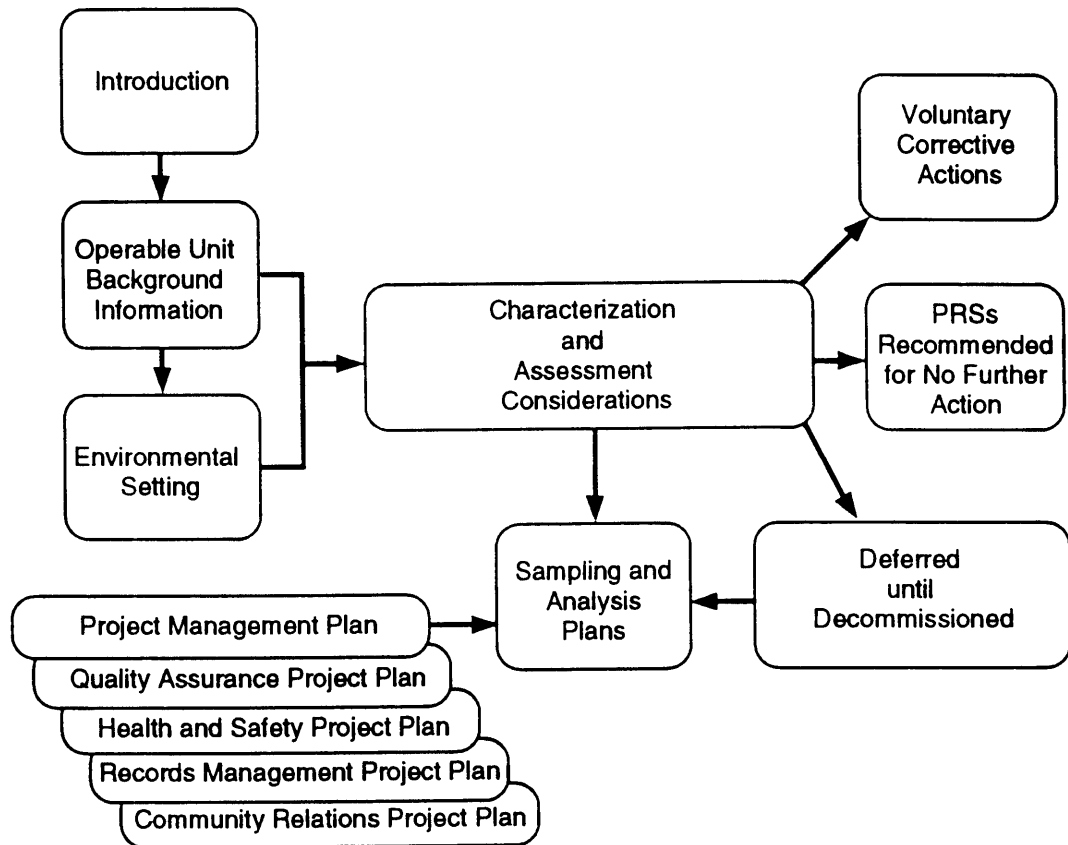 Introduction
Operable Unit
Background
Information
Environmental
Setting
Characterization
and
Assessment
Considerations
Voluntary
Corrective
Actions
PRSs
Recommended
for No Further
Action
Deferred
until
Decommissioned
Sampling and
Analysis
Plans
Project Management Plan
Quality Assurance Project Plan
Health and Safety Project Plan
Records Management Project Plan
Community Relations Project Plan